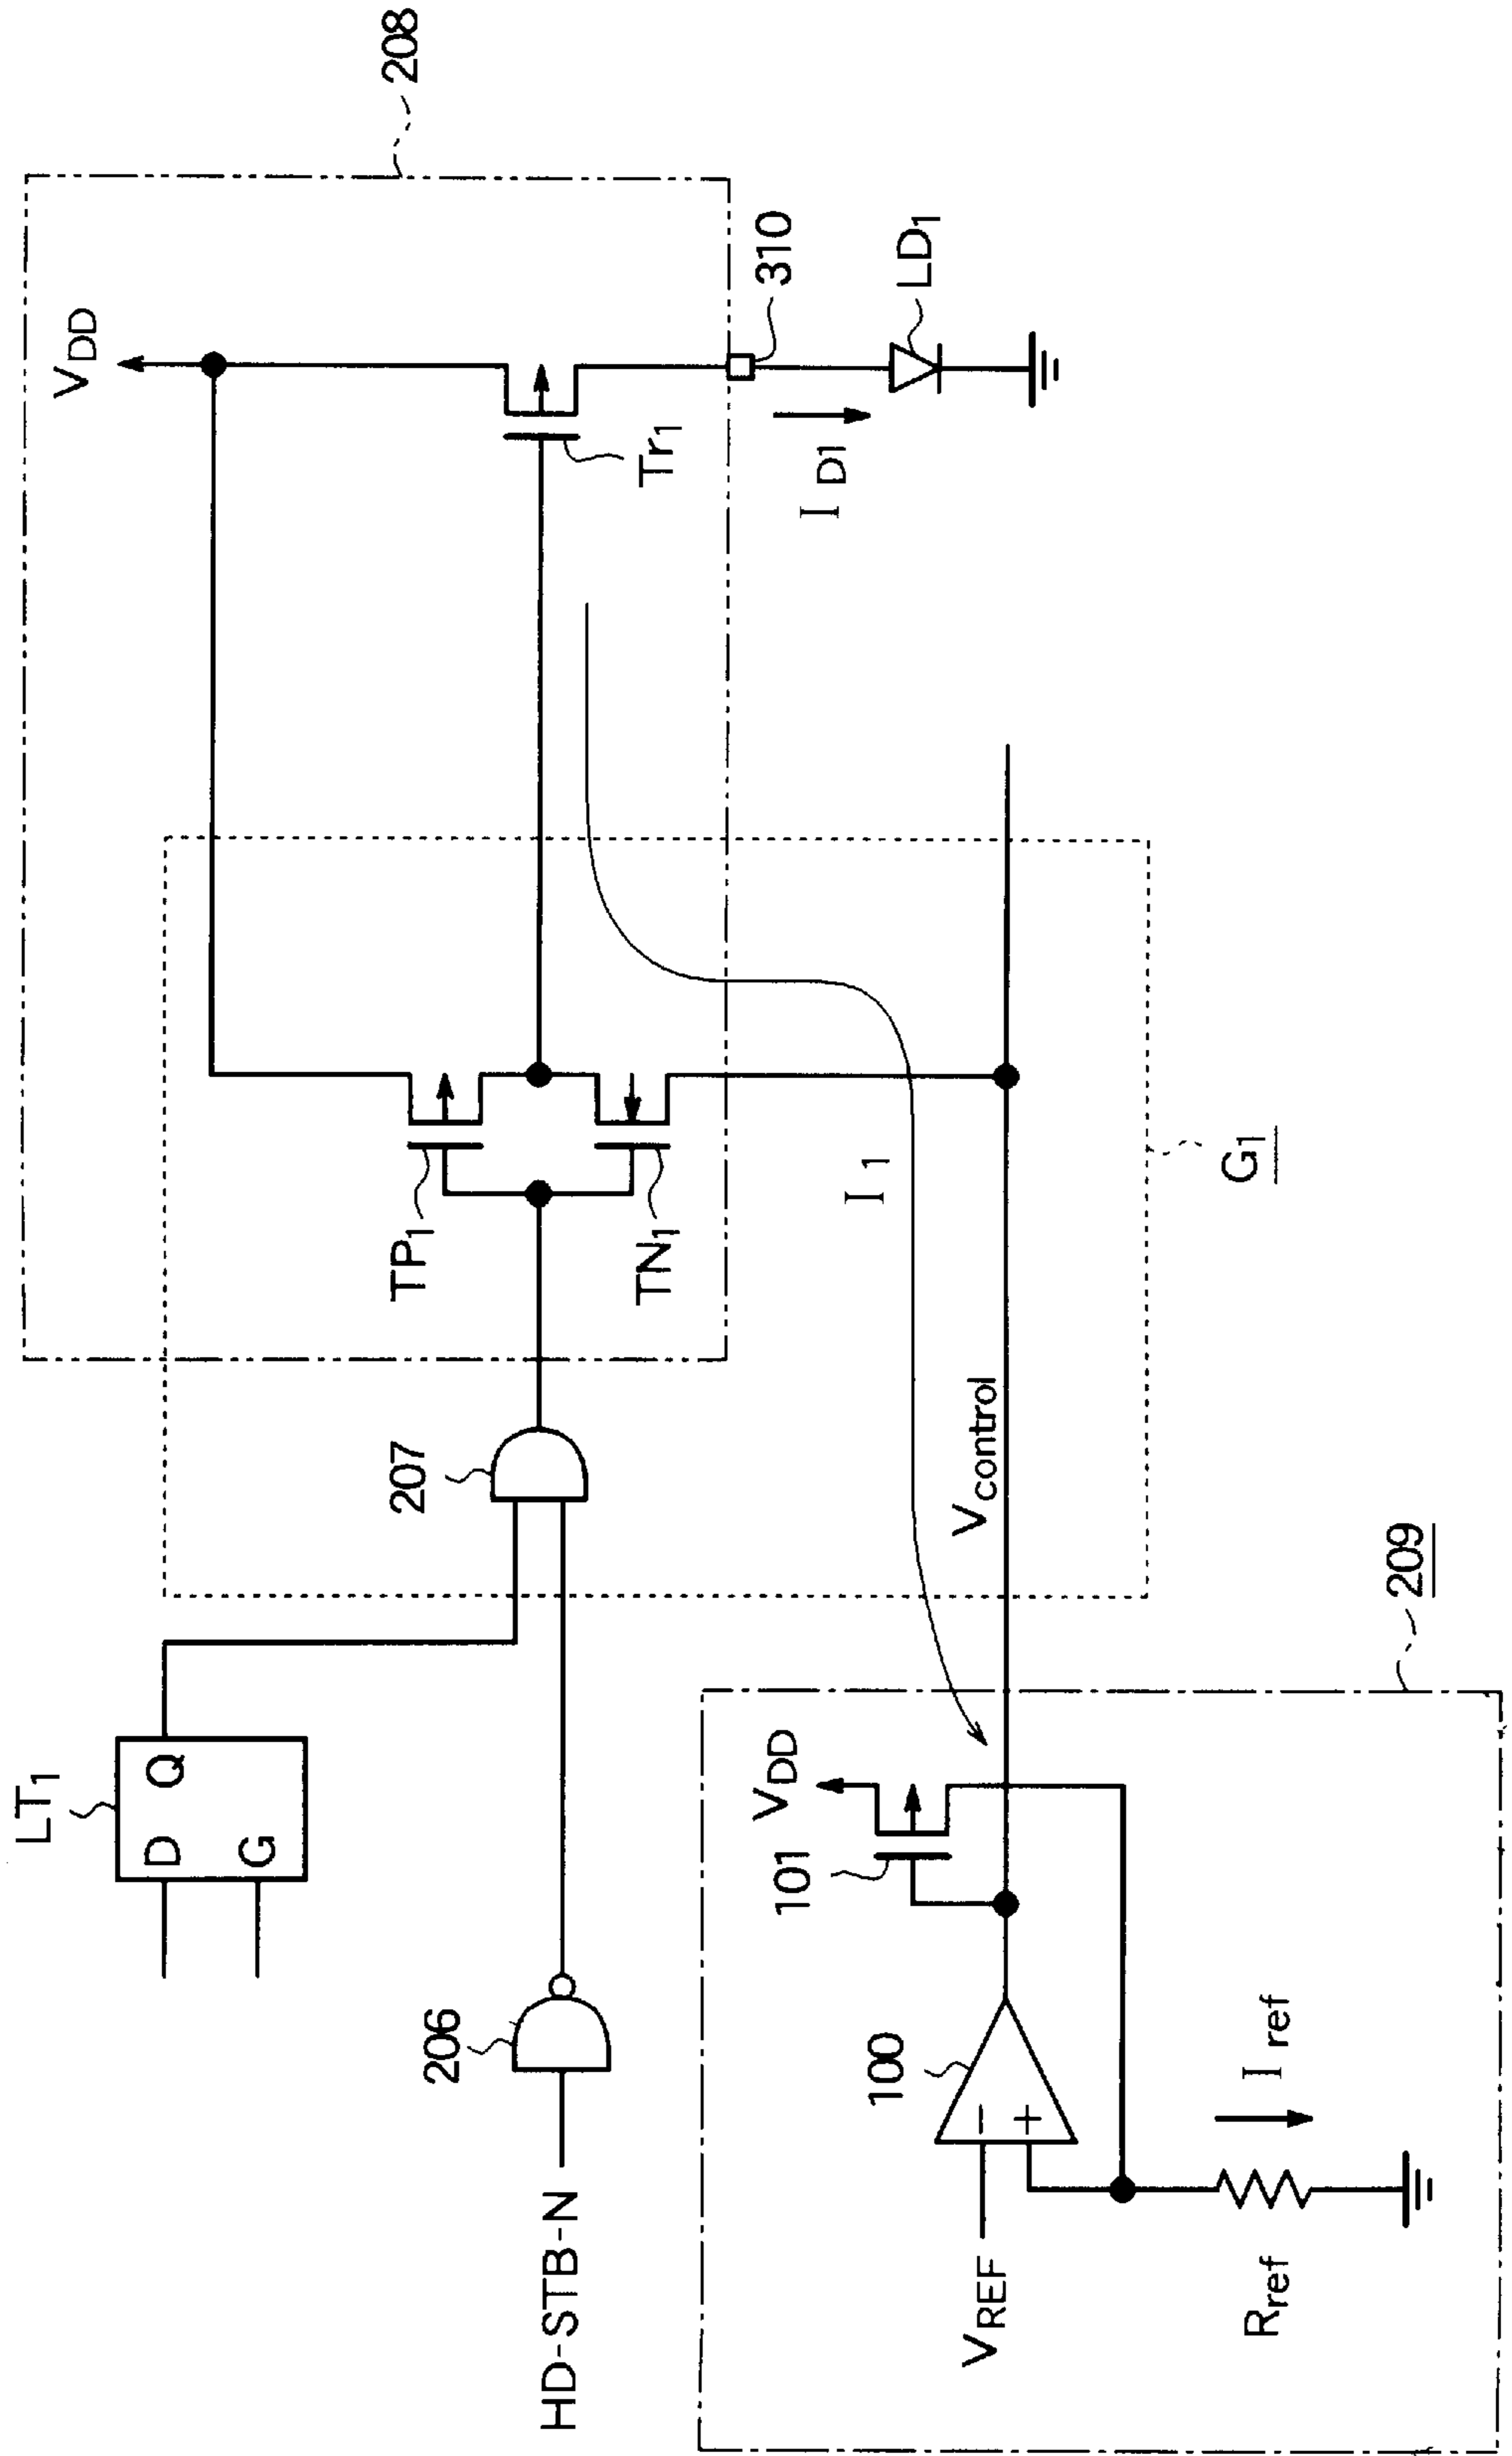 208
VDD
Tr1
310
LD1
ID1
TP1
TN1
I1
G1
207
Vcontrol
LT1
D
Q
G
206
HD-STB-N
209
VDD
101
100
−
+
VREF
Rref
Iref